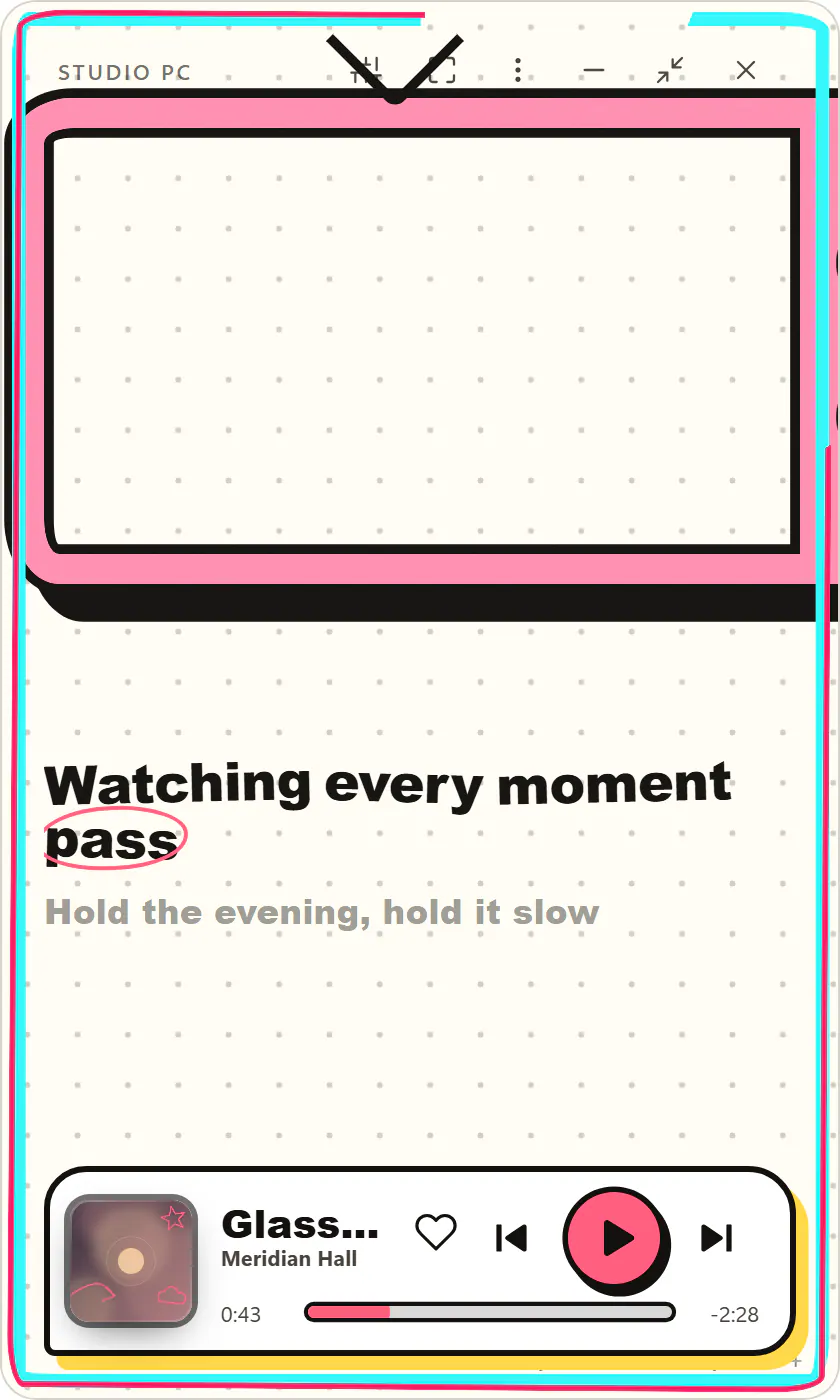 STUDIO PC
Watching every moment
pass
Hold the evening, hold it slow
Glass...
Meridian Hall
0:43
-2:28